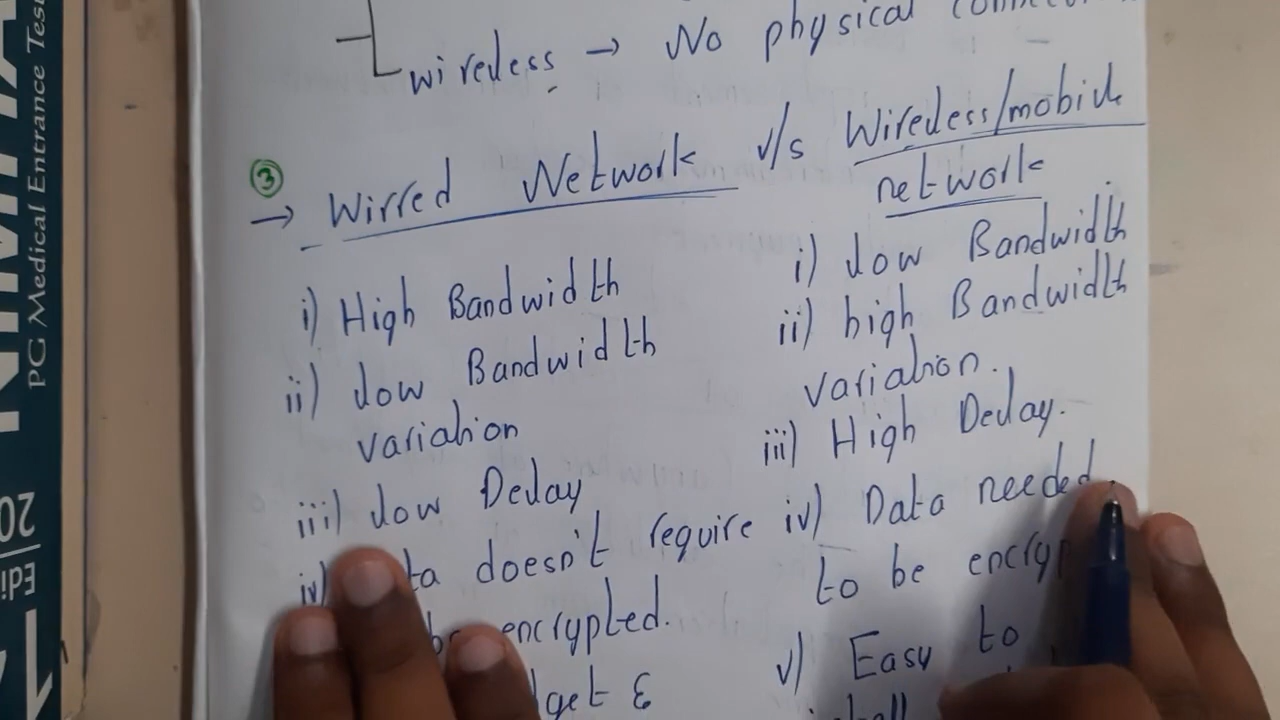 wireless → No physical
③
→ Wirred Network v/s Wireless/mobile
network
i) High Bandwidth
ii) low Bandwidth
variation
iii) low Delay
doesn't require
encrypted.
get &
i) low Bandwidth
ii) high Bandwidth
variation.
iii) High Delay.
iv) Data needed
to be
v) Easy to
PG Medical Entrance Test